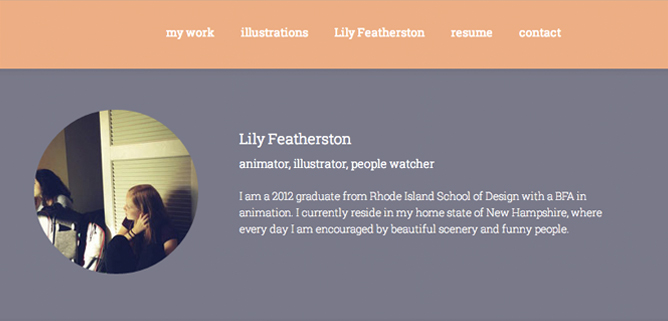 my work illustrations Lily Featherston resume contact
Lily Featherston
animator, illustrator, people watcher
I am a 2012 graduate from Rhode Island School of Design with a BFA in
animation. I currently reside in my home state of New Hampshire, where
every day I am encouraged by beautiful scenery and funny people.